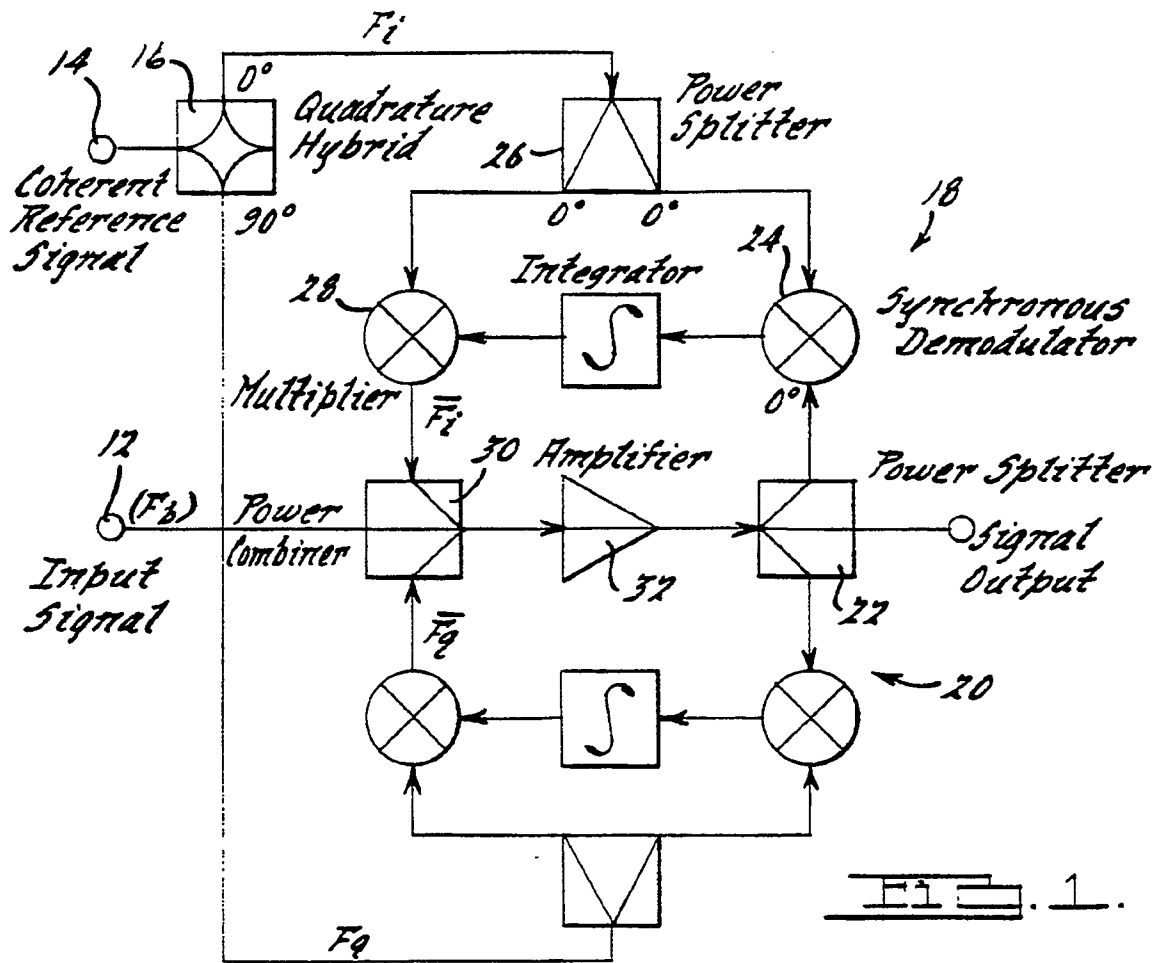 Fi
14
16
0°
Quadrature
Hybrid
Power
Splitter
26
Coherent
Reference
Signal
90°
0°
0°
18
24
Integrator
28
Synchronous
Demodulator
Multiplier
F̅i
0°
12
(Fb)
Power
Combiner
30
Amplifier
Power Splitter
Input
Signal
32
22
Signal
Output
F̅q
20
Fq
Fig. 1.